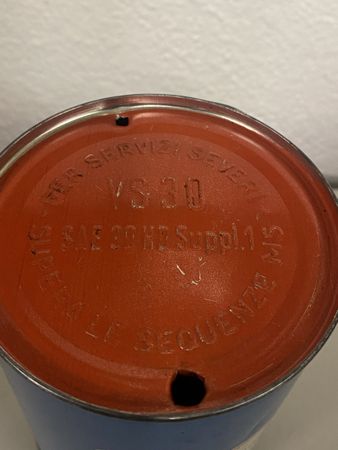 PER SERVIZI SEVERI
VS 30
SAE 30 HD Suppl.1
SUPERA LE SEQUENZE MS